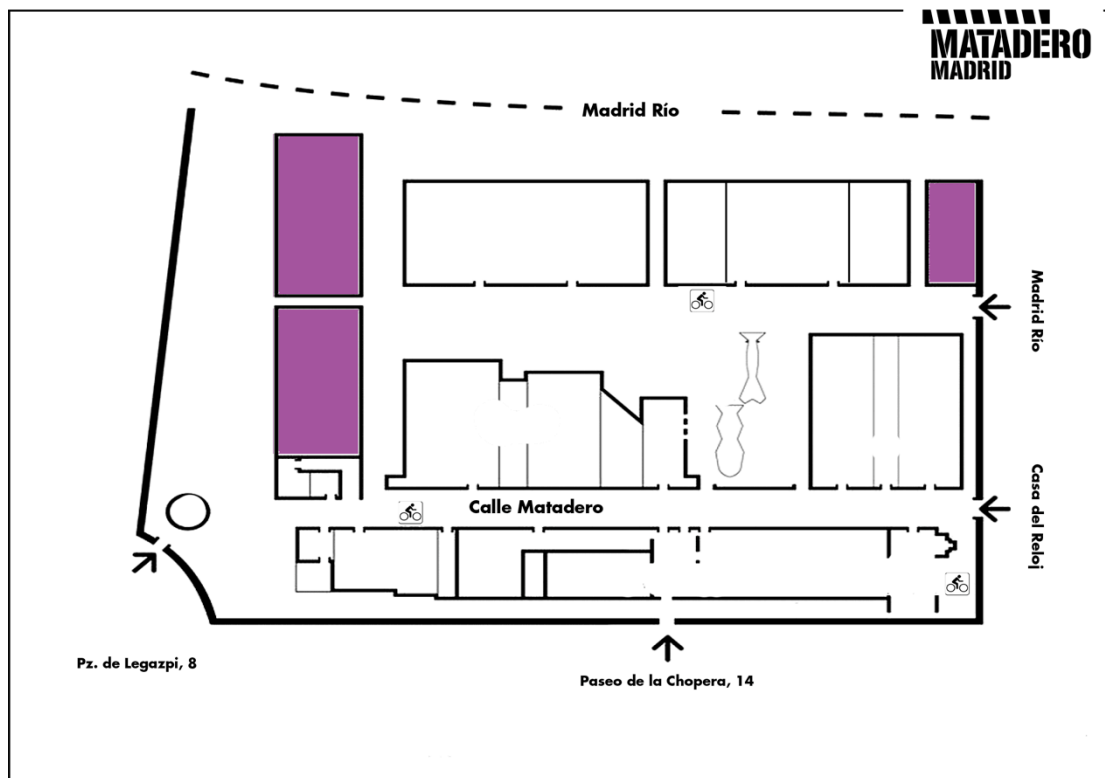 MATADERO
MADRID
Madrid Río
Madrid Río
Calle Matadero
Casa del Reloj
Pz. de Legazpi, 8
Paseo de la Chopera, 14